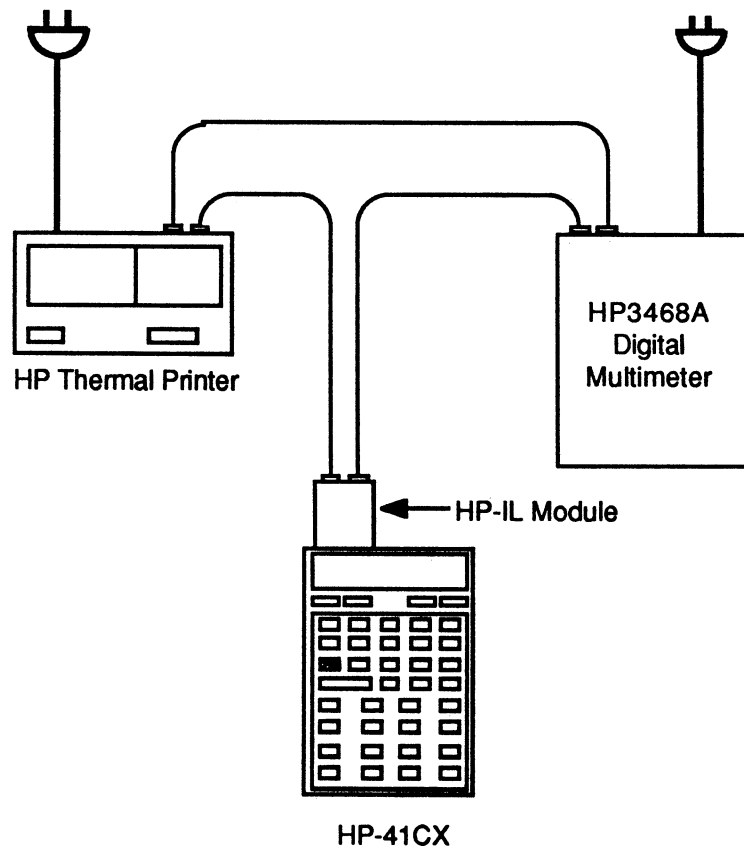 HP3468A
Digital
Multimeter
HP Thermal Printer
HP-IL Module
HP-41CX